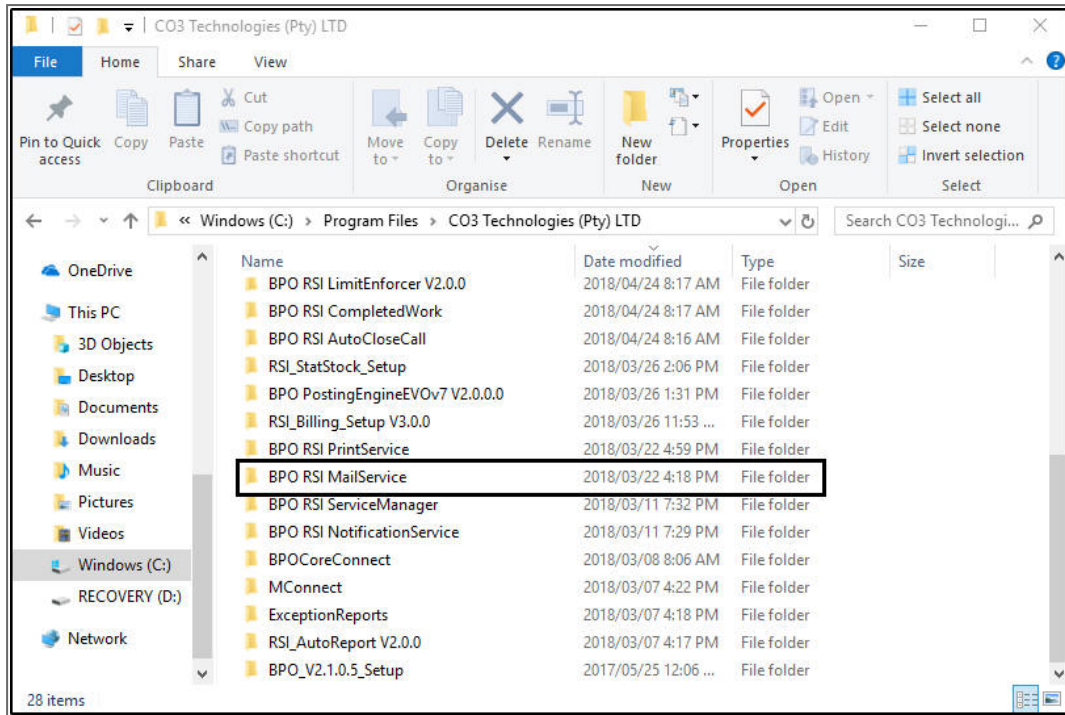 CO3 Technologies (Pty) LTD
File Home Share View
Pin to Quick access
Copy
Paste
Cut
Copy path
Paste shortcut
Move to
Copy to
Delete
Rename
New folder
Properties
Open
Edit
History
Select all
Select none
Invert selection
Clipboard Organise New Open Select
« Windows (C:) > Program Files > CO3 Technologies (Pty) LTD
Search CO3 Technologi...
OneDrive
This PC
3D Objects
Desktop
Documents
Downloads
Music
Pictures
Videos
Windows (C:)
RECOVERY (D:)
Network
Name Date modified Type Size
BPO RSI LimitEnforcer V2.0.0 2018/04/24 8:17 AM File folder
BPO RSI CompletedWork 2018/04/24 8:17 AM File folder
BPO RSI AutoCloseCall 2018/04/24 8:16 AM File folder
RSI_StatStock_Setup 2018/03/26 2:06 PM File folder
BPO PostingEngineEVOv7 V2.0.0.0 2018/03/26 1:31 PM File folder
RSI_Billing_Setup V3.0.0 2018/03/26 11:53 ... File folder
BPO RSI PrintService 2018/03/22 4:59 PM File folder
BPO RSI MailService 2018/03/22 4:18 PM File folder
BPO RSI ServiceManager 2018/03/11 7:32 PM File folder
BPO RSI NotificationService 2018/03/11 7:29 PM File folder
BPOCoreConnect 2018/03/08 8:06 AM File folder
MConnect 2018/03/07 4:22 PM File folder
ExceptionReports 2018/03/07 4:18 PM File folder
RSI_AutoReport V2.0.0 2018/03/07 4:17 PM File folder
BPO_V2.1.0.5_Setup 2017/05/25 12:06 ... File folder
28 items